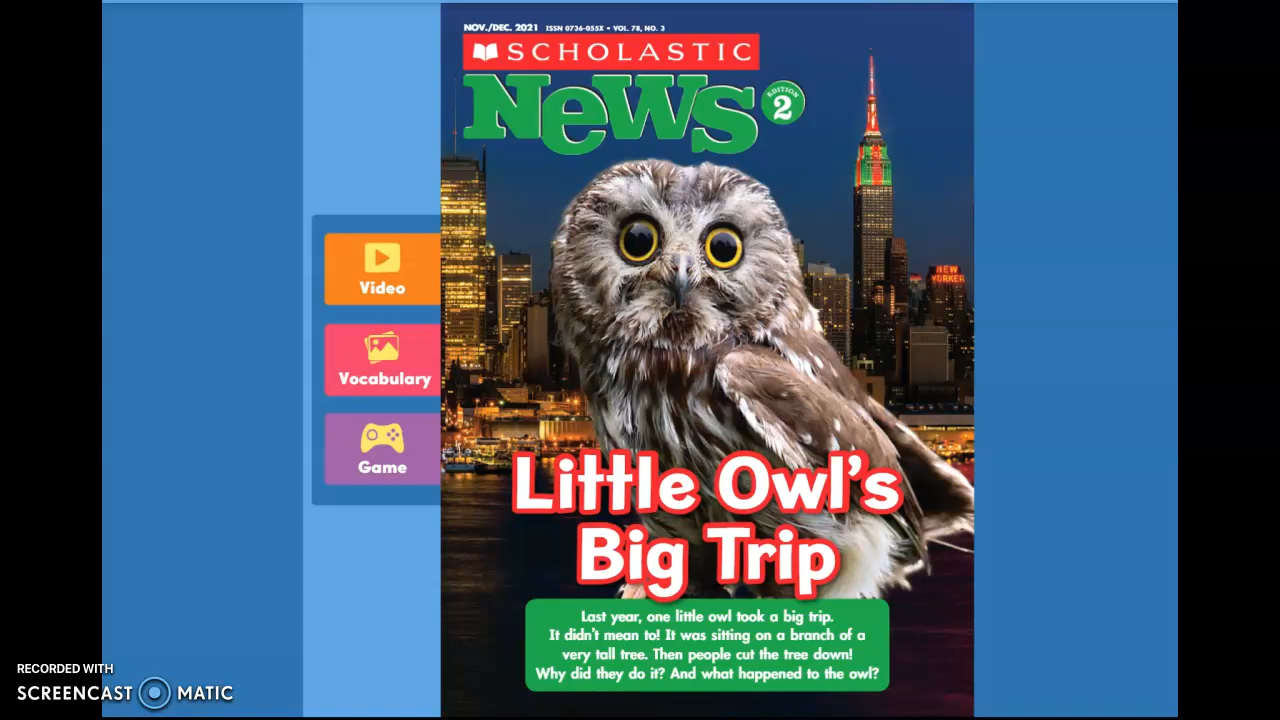 NOV./DEC. 2021 ISSN 0736-055X • VOL. 78, NO. 3
SCHOLASTIC
News
EDITION
2
NEW
YORKER
Video
Vocabulary
Game
Little Owl's
Big Trip
Last year, one little owl took a big trip.
It didn't mean to! It was sitting on a branch of a
very tall tree. Then people cut the tree down!
Why did they do it? And what happened to the owl?
RECORDED WITH
SCREENCAST MATIC